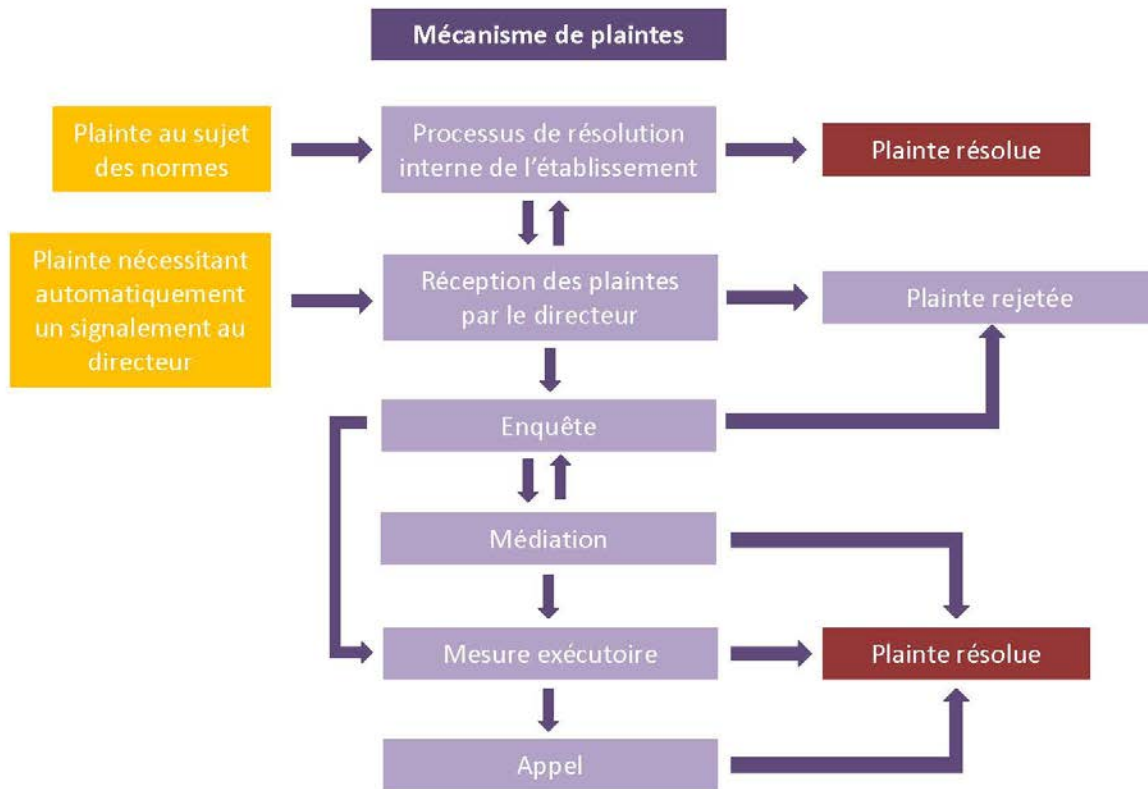 Mécanisme de plaintes
Plainte au sujet
des normes
Processus de résolution
interne de l'établissement
Plainte résolue
Plainte nécessitant
automatiquement
un signalement au
directeur
Réception des plaintes
par le directeur
Plainte rejetée
Enquête
Médiation
Mesure exécutoire
Plainte résolue
Appel